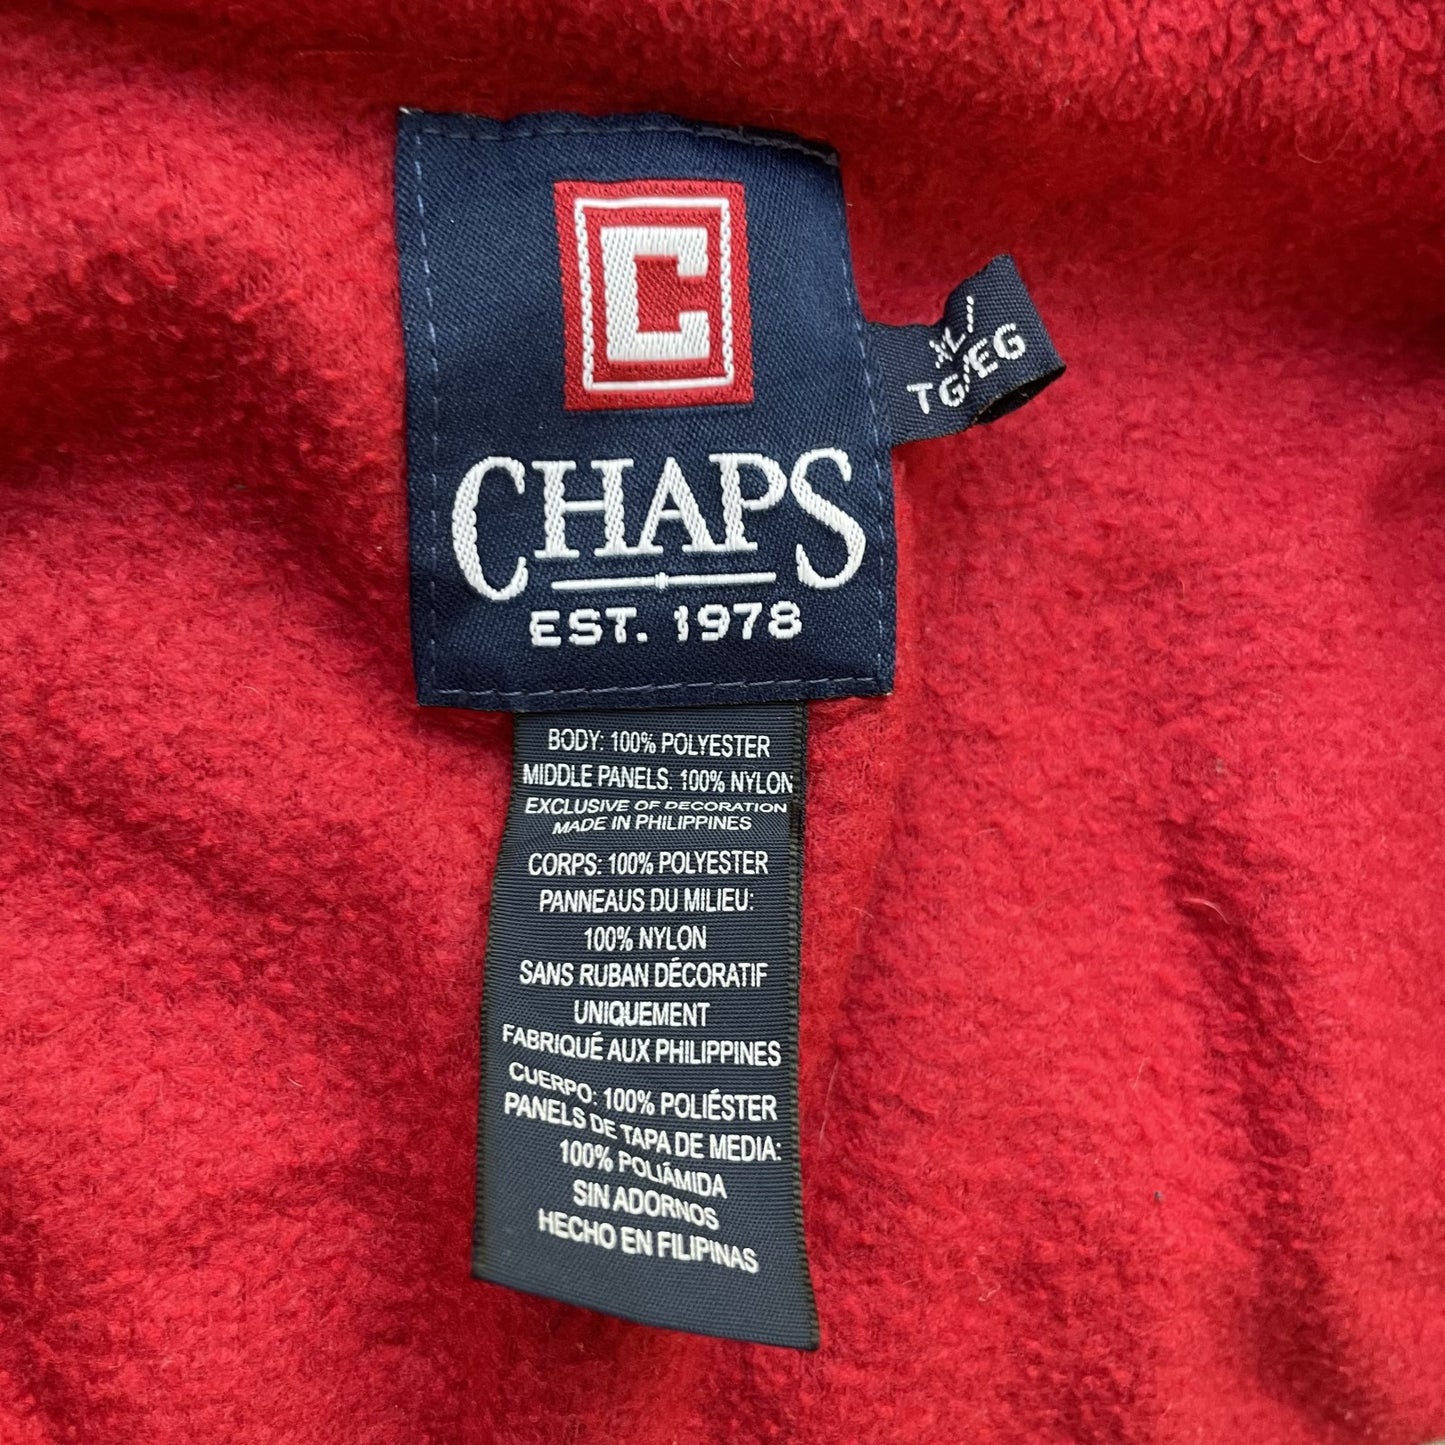 C
CHAPS
EST. 1978
XL /
TG/EG
BODY: 100% POLYESTER
MIDDLE PANELS. 100% NYLON
EXCLUSIVE OF DECORATION
MADE IN PHILIPPINES
CORPS: 100% POLYESTER
PANNEAUS DU MILIEU:
100% NYLON
SANS RUBAN DÉCORATIF
UNIQUEMENT
FABRIQUÉ AUX PHILIPPINES
CUERPO: 100% POLIÉSTER
PANELS DE TAPA DE MEDIA:
100% POLIÁMIDA
SIN ADORNOS
HECHO EN FILIPINAS